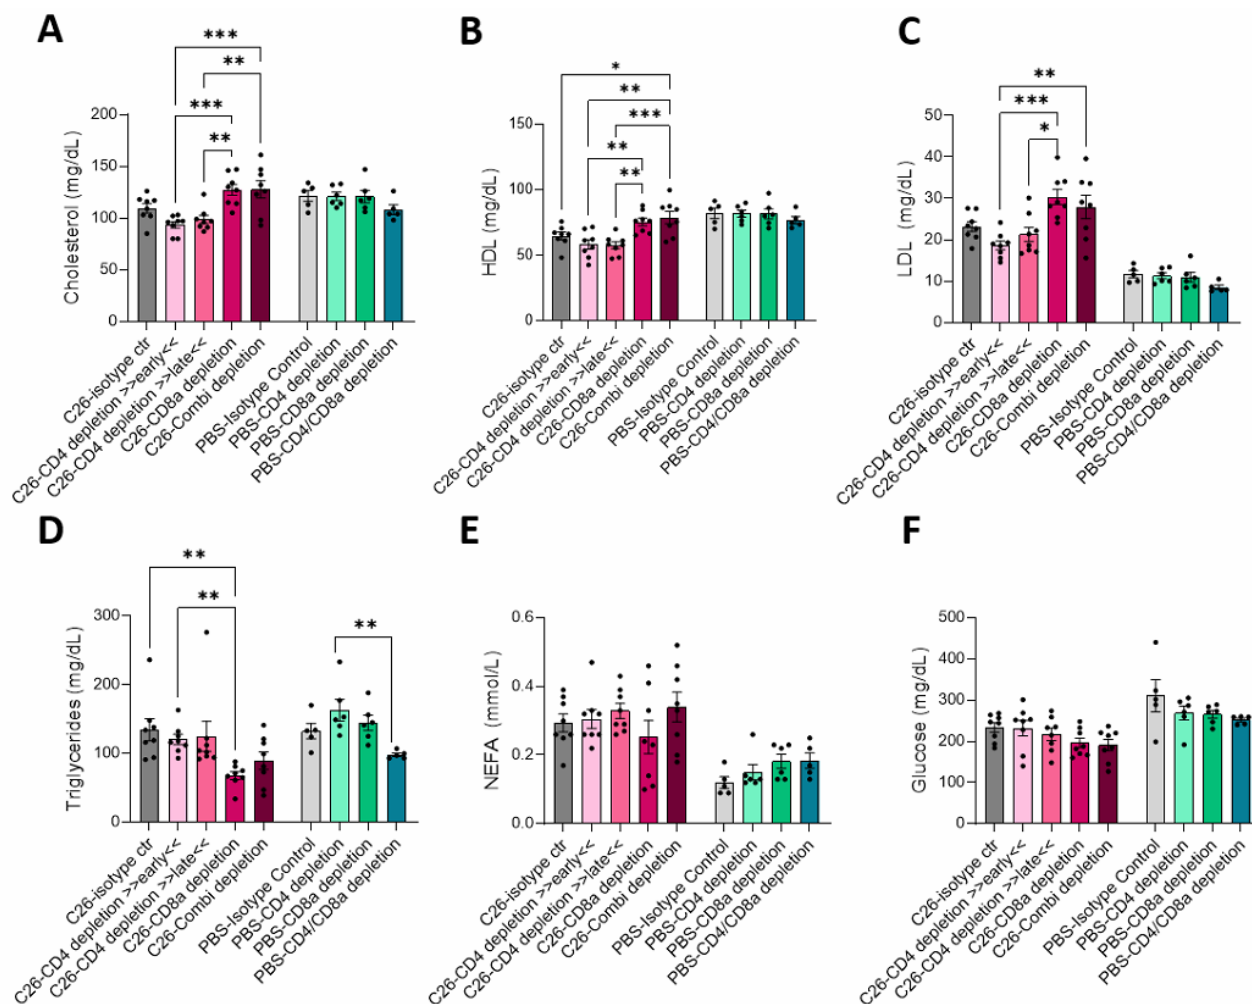 A
Cholesterol (mg/dL)
200
150
100
50
0
***
**
***
**
C26-isotype ctr
C26-CD4 depletion >>early<<
C26-CD4 depletion >>late<<
C26-CD8a depletion
C26-Combi depletion
PBS-Isotype Control
PBS-CD4 depletion
PBS-CD8a depletion
PBS-CD4/CD8a depletion
B
HDL (mg/dL)
150
100
50
0
*
**
***
**
**
C26-isotype ctr
C26-CD4 depletion >>early<<
C26-CD4 depletion >>late<<
C26-CD8a depletion
C26-Combi depletion
PBS-Isotype Control
PBS-CD4 depletion
PBS-CD8a depletion
PBS-CD4/CD8a depletion
C
LDL (mg/dL)
50
40
30
20
10
0
**
***
*
C26-isotype ctr
C26-CD4 depletion >>early<<
C26-CD4 depletion >>late<<
C26-CD8a depletion
C26-Combi depletion
PBS-Isotype Control
PBS-CD4 depletion
PBS-CD8a depletion
PBS-CD4/CD8a depletion
D
Triglycerides (mg/dL)
300
200
100
0
**
**
**
C26-isotype ctr
C26-CD4 depletion >>early<<
C26-CD4 depletion >>late<<
C26-CD8a depletion
C26-Combi depletion
PBS-Isotype Control
PBS-CD4 depletion
PBS-CD8a depletion
PBS-CD4/CD8a depletion
E
NEFA (mmol/L)
0.6
0.4
0.2
0.0
C26-isotype ctr
C26-CD4 depletion >>early<<
C26-CD4 depletion >>late<<
C26-CD8a depletion
C26-Combi depletion
PBS-Isotype Control
PBS-CD4 depletion
PBS-CD8a depletion
PBS-CD4/CD8a depletion
F
Glucose (mg/dL)
500
400
300
200
100
0
C26-isotype ctr
C26-CD4 depletion >>early<<
C26-CD4 depletion >>late<<
C26-CD8a depletion
C26-Combi depletion
PBS-Isotype Control
PBS-CD4 depletion
PBS-CD8a depletion
PBS-CD4/CD8a depletion